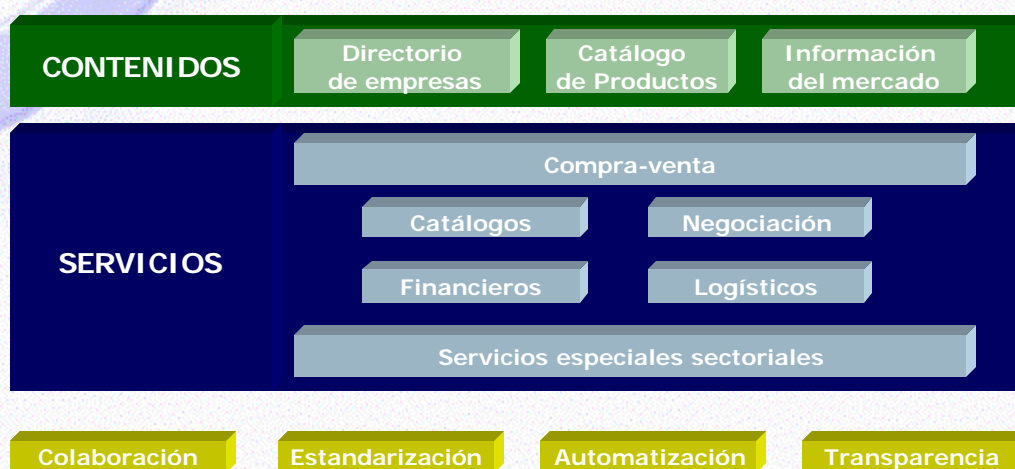 CONTENIDOS
Directorio
de empresas
Catálogo
de Productos
Información
del mercado
SERVICIOS
Compra-venta
Catálogos
Negociación
Financieros
Logísticos
Servicios especiales sectoriales
Colaboración
Estandarización
Automatización
Transparencia